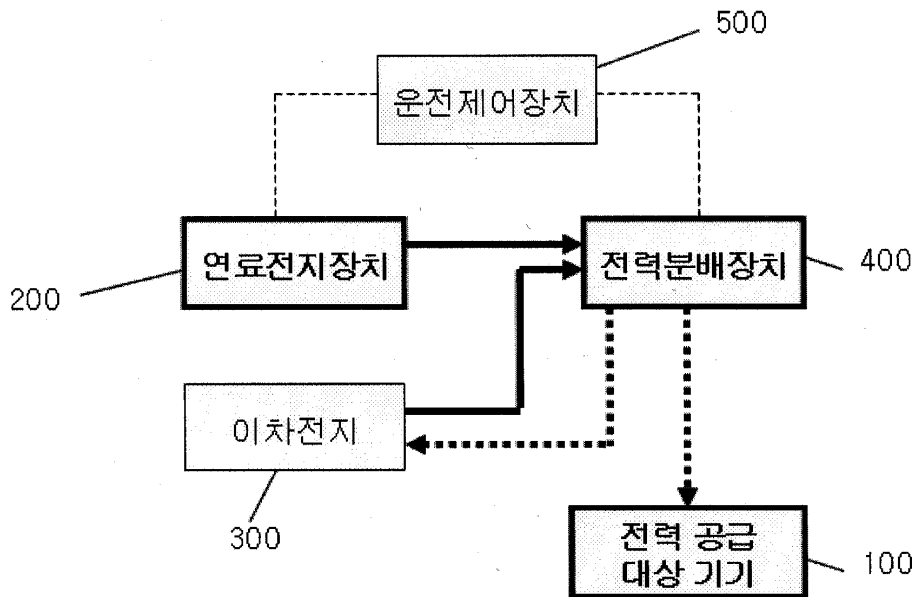 500
운전제어장치
연료전지장치
전력분배장치
400
200
이차전지
300
전력 공급
대상 기기
100